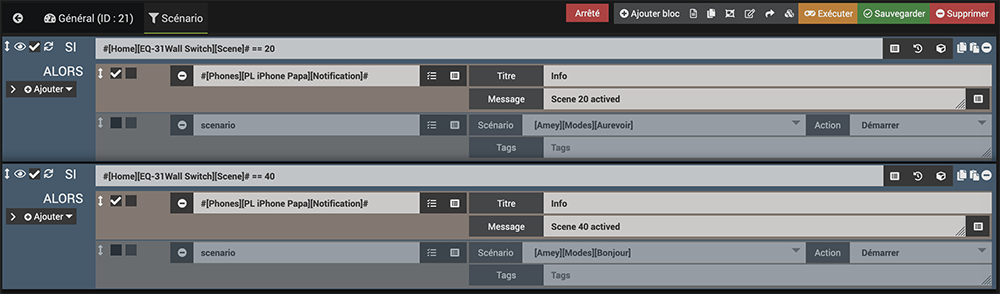 Général (ID : 21) Scénario Arrêté Ajouter bloc Exécuter Sauvegarder Supprimer
SI #[Home][EQ-31Wall Switch][Scene]# == 20
ALORS
Ajouter
#[Phones][PL iPhone Papa][Notification]# Titre Info
Message Scene 20 actived
scenario Scénario [Amey][Modes][Aurevoir] Action Démarrer
Tags Tags
SI #[Home][EQ-31Wall Switch][Scene]# == 40
ALORS
Ajouter
#[Phones][PL iPhone Papa][Notification]# Titre Info
Message Scene 40 actived
scenario Scénario [Amey][Modes][Bonjour] Action Démarrer
Tags Tags